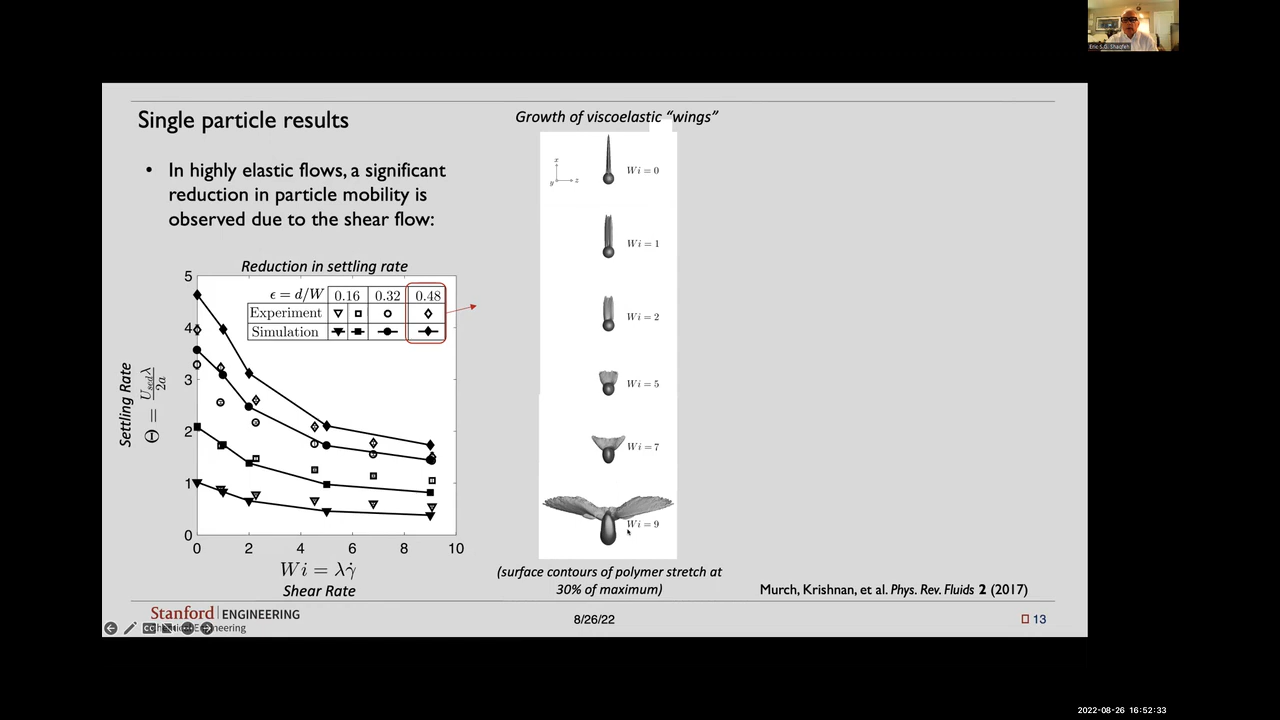 Eric S.G. Shaqfeh
Single particle results
• In highly elastic flows, a significant
reduction in particle mobility is
observed due to the shear flow:
Reduction in settling rate
ϵ = d/W 0.16 0.32 0.48
Experiment
Simulation
5
4
3
2
1
0
0 2 4 6 8 10
Settling Rate
Θ = U_sed λ / 2a
Wi = λγ̇
Shear Rate
Growth of viscoelastic “wings”
x
y z
Wi = 0
Wi = 1
Wi = 2
Wi = 5
Wi = 7
Wi = 9
(surface contours of polymer stretch at
30% of maximum)
Murch, Krishnan, et al. Phys. Rev. Fluids 2 (2017)
Stanford | ENGINEERING
8/26/22
13
2022-08-26 16:52:33